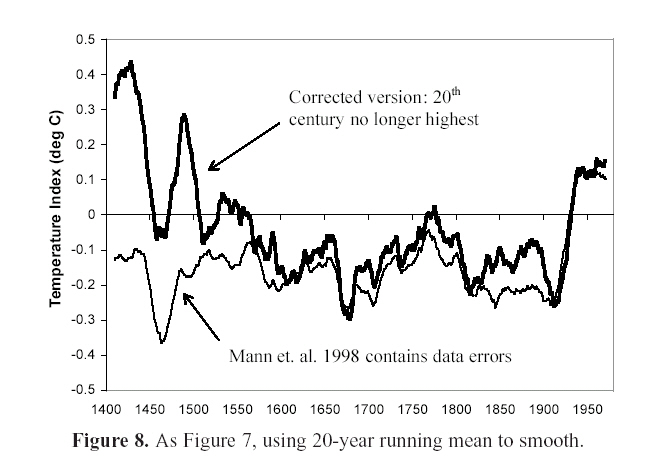 0.5
0.4
0.3
0.2
0.1
0
-0.1
-0.2
-0.3
-0.4
-0.5
Temperature Index (deg C)
Corrected version: 20th
century no longer highest
Mann et. al. 1998 contains data errors
1400 1450 1500 1550 1600 1650 1700 1750 1800 1850 1900 1950
Figure 8. As Figure 7, using 20-year running mean to smooth.